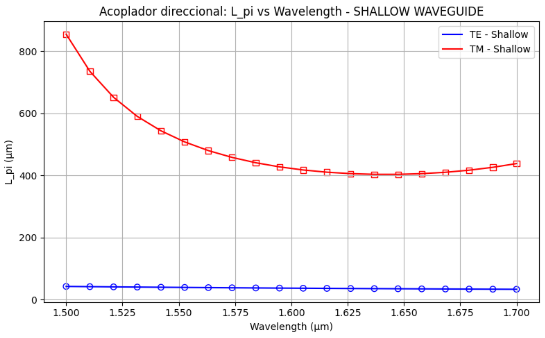 Acoplador direccional: L_pi vs Wavelength - SHALLOW WAVEGUIDE
TE - Shallow
TM - Shallow
L_pi (μm)
800
600
400
200
0
1.500 1.525 1.550 1.575 1.600 1.625 1.650 1.675 1.700
Wavelength (μm)